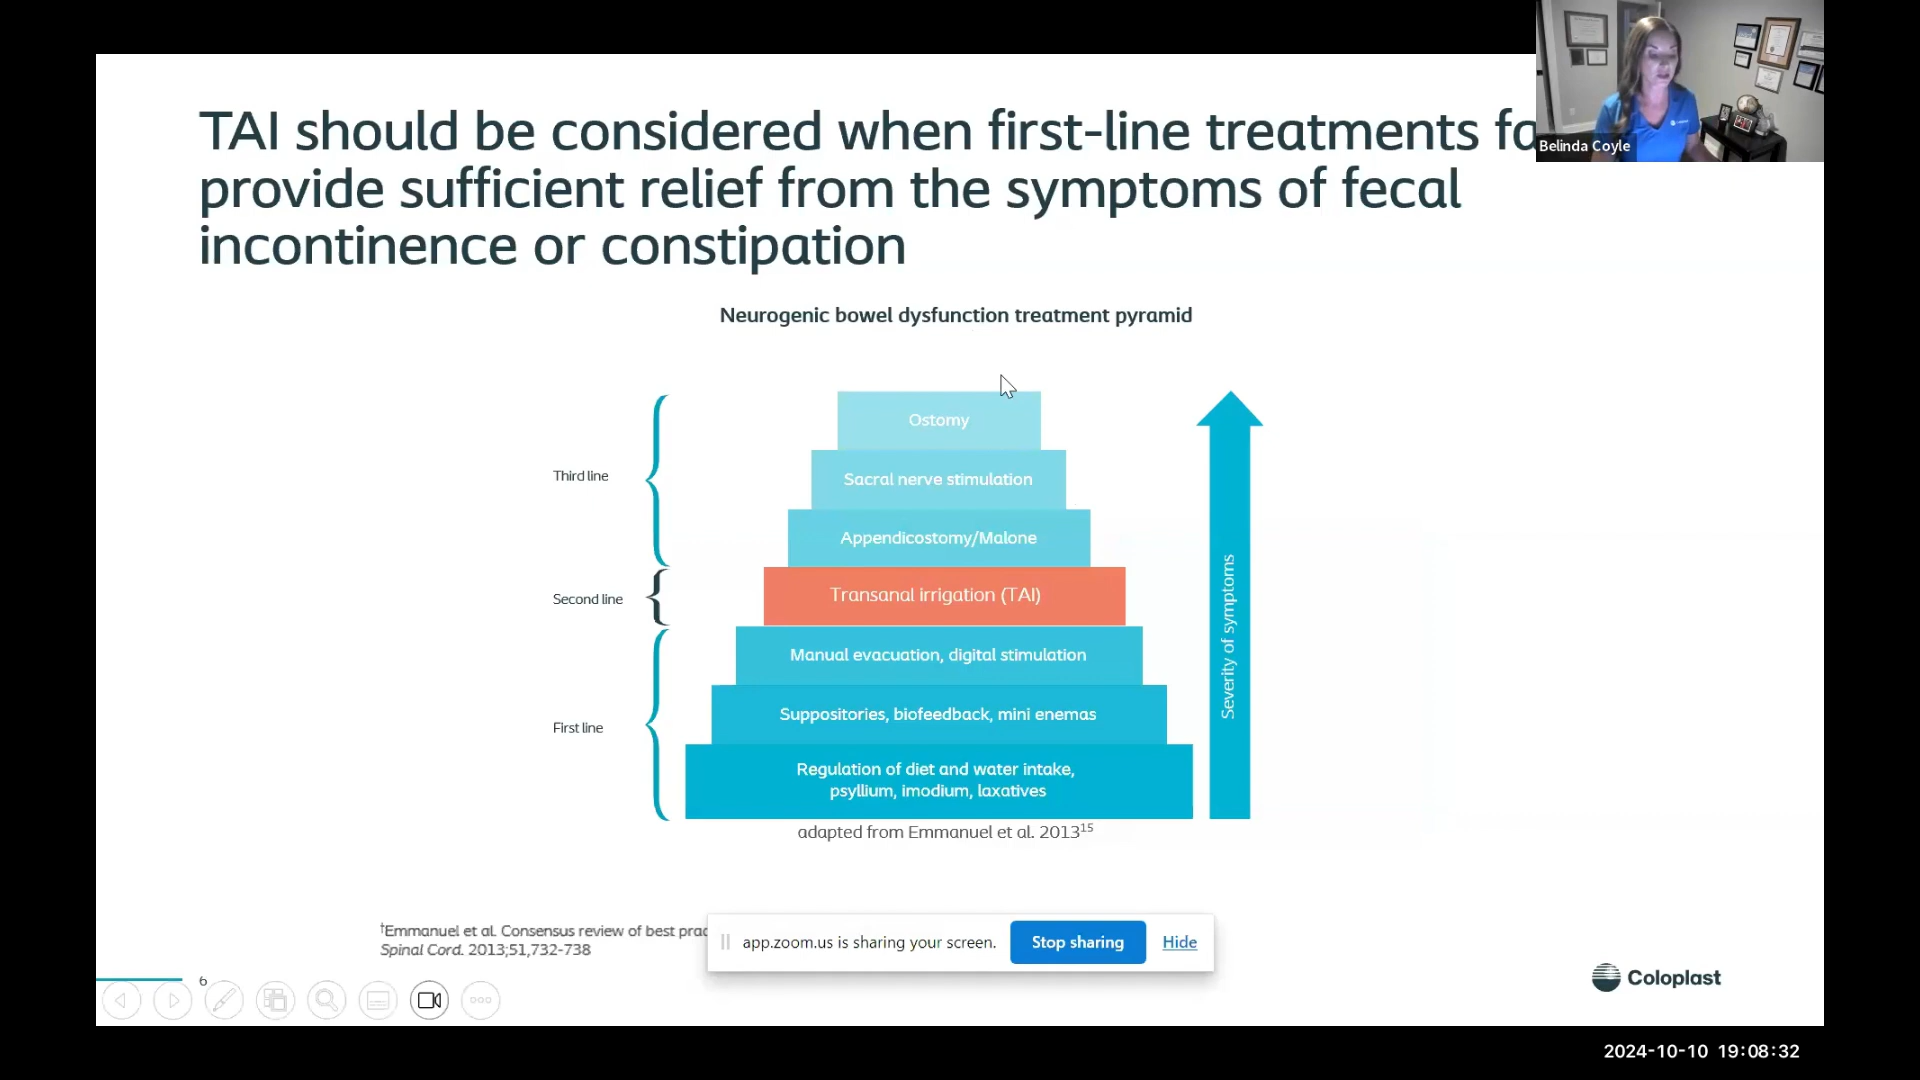 TAI should be considered when first-line treatments
provide sufficient relief from the symptoms of fecal
incontinence or constipation
Belinda Coyle
Neurogenic bowel dysfunction treatment pyramid
Ostomy
Third line
Sacral nerve stimulation
Appendicostomy/Malone
Second line
Transanal irrigation (TAI)
Manual evacuation, digital stimulation
First line
Suppositories, biofeedback, mini enemas
Regulation of diet and water intake,
psyllium, imodium, laxatives
Severity of symptoms
adapted from Emmanuel et al. 2013¹⁵
†Emmanuel et al. Consensus review of best
Spinal Cord. 2013;51,732-738
app.zoom.us is sharing your screen.
Stop sharing
Hide
6
Coloplast
2024-10-10 19:08:32